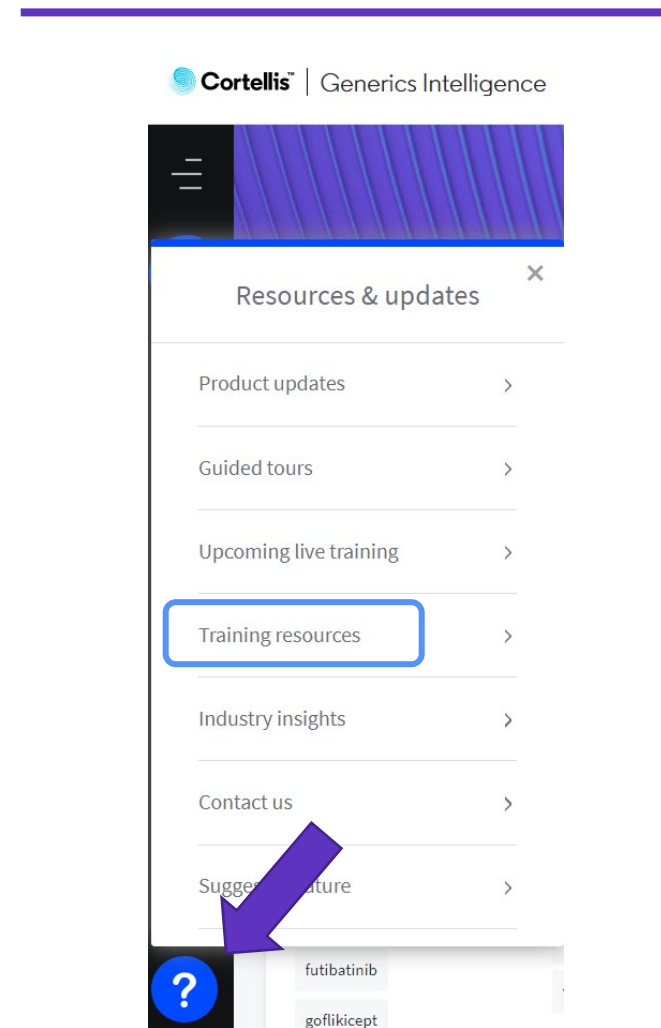 Cortellis™ | Generics Intelligence
Resources & updates
Product updates
Guided tours
Upcoming live training
Training resources
Industry insights
Contact us
?
futibatinib
goflikicept